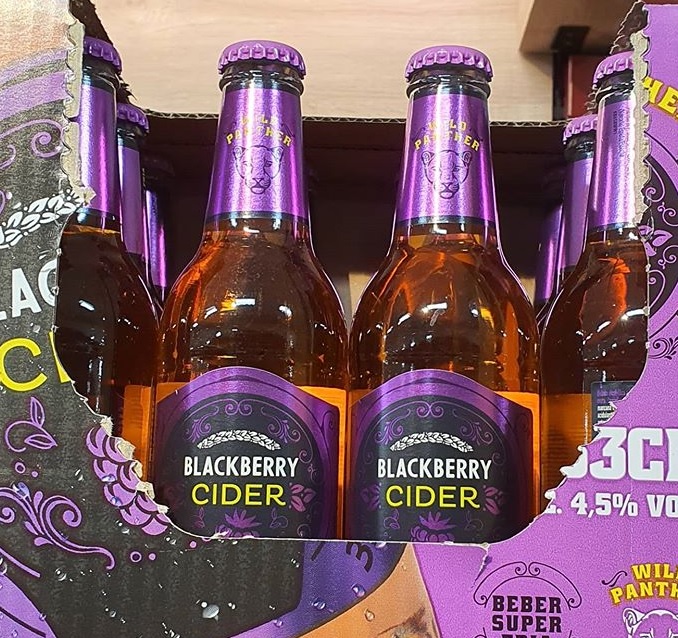 WILD
PANTHER
WILD
PANTHER
BLACKBERRY
CIDER
BLACKBERRY
CIDER
4,5% VO
BEBER
SUPER
WILD
PANTH